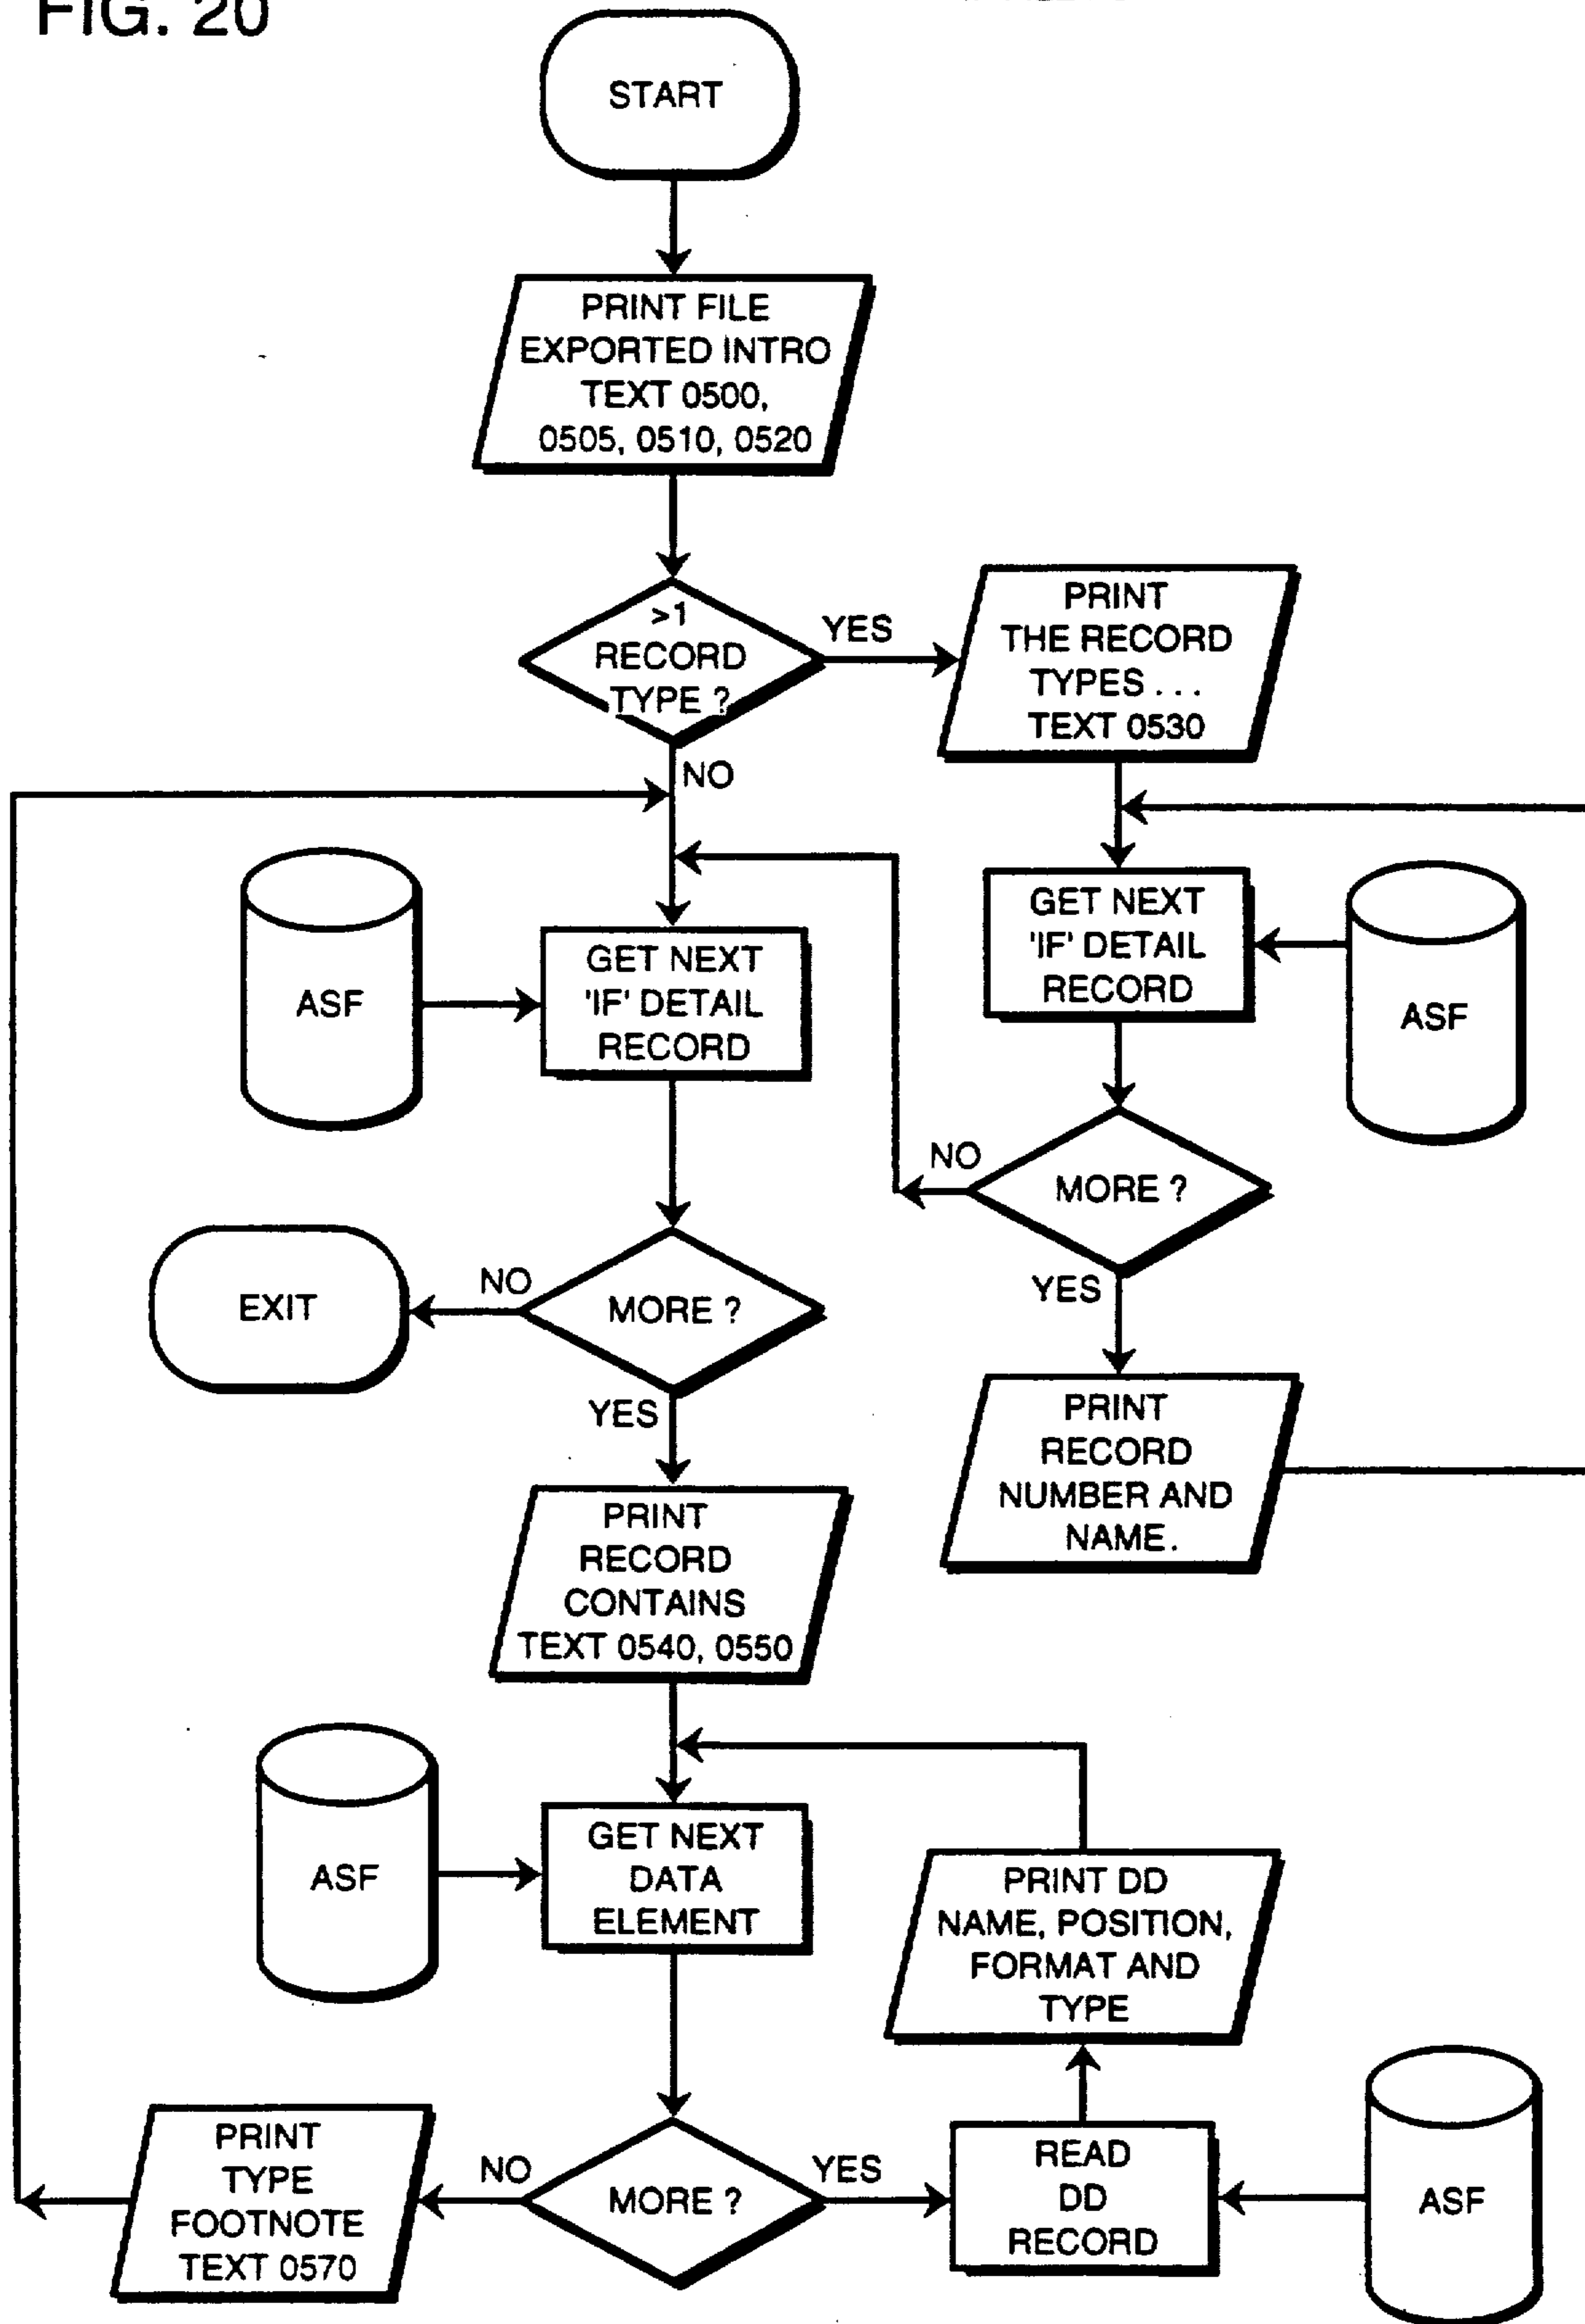 FIG. 20
START
PRINT FILE
EXPORTED INTRO
TEXT 0500,
0505, 0510, 0520
>1
RECORD
TYPE ?
YES
PRINT
THE RECORD
TYPES . . .
TEXT 0530
NO
GET NEXT
'IF' DETAIL
RECORD
ASF
ASF
GET NEXT
'IF' DETAIL
RECORD
NO
MORE ?
YES
EXIT
NO
MORE ?
YES
PRINT
RECORD
NUMBER AND
NAME.
PRINT
RECORD
CONTAINS
TEXT 0540, 0550
ASF
GET NEXT
DATA
ELEMENT
PRINT DD
NAME, POSITION,
FORMAT AND
TYPE
PRINT
TYPE
FOOTNOTE
TEXT 0570
NO
MORE ?
YES
READ
DD
RECORD
ASF